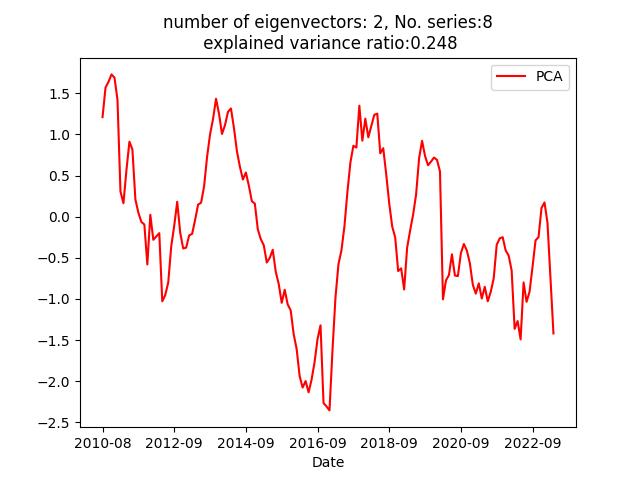 number of eigenvectors: 2, No. series:8
explained variance ratio:0.248
PCA
1.5
1.0
0.5
0.0
−0.5
−1.0
−1.5
−2.0
−2.5
2010-08 2012-09 2014-09 2016-09 2018-09 2020-09 2022-09
Date